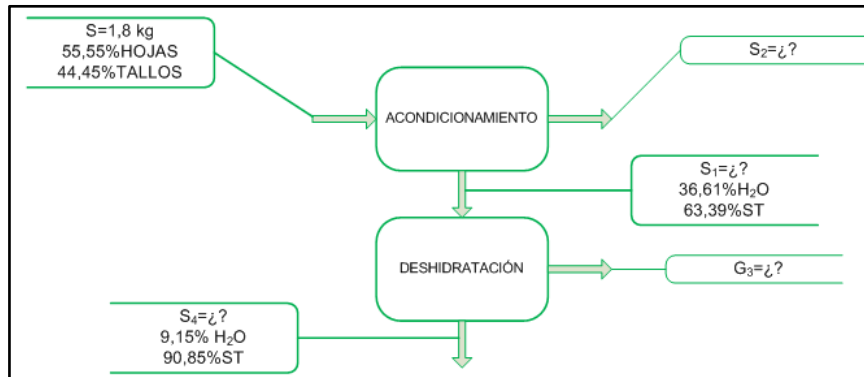 S=1,8 kg
55,55%HOJAS
44,45%TALLOS
S₂=¿?
ACONDICIONAMIENTO
S₁=¿?
36,61%H₂O
63,39%ST
DESHIDRATACIÓN
G₃=¿?
S₄=¿?
9,15% H₂O
90,85%ST